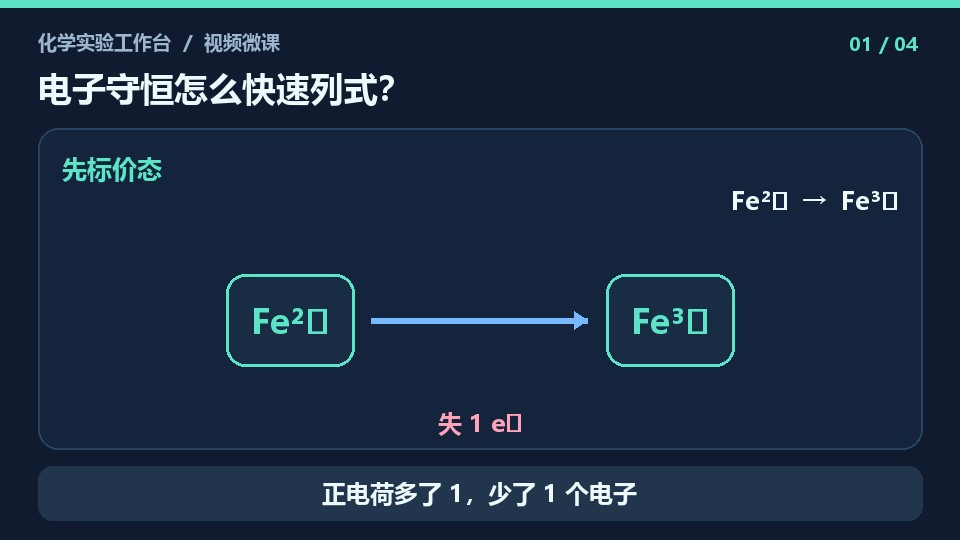 化学实验工作台 / 视频微课
01 / 04
电子守恒怎么快速列式？
先标价态
Fe²□ → Fe³□
Fe²□
Fe³□
失 1 e□
正电荷多了 1，少了 1 个电子